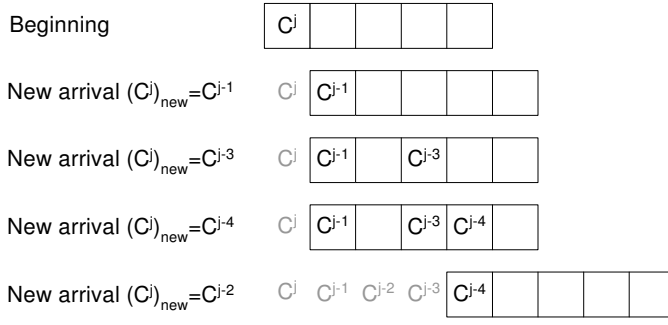 Beginning C^j
New arrival (C^j)_new=C^j-1 C^j C^j-1
New arrival (C^j)_new=C^j-3 C^j C^j-1 C^j-3
New arrival (C^j)_new=C^j-4 C^j C^j-1 C^j-3 C^j-4
New arrival (C^j)_new=C^j-2 C^j C^j-1 C^j-2 C^j-3 C^j-4